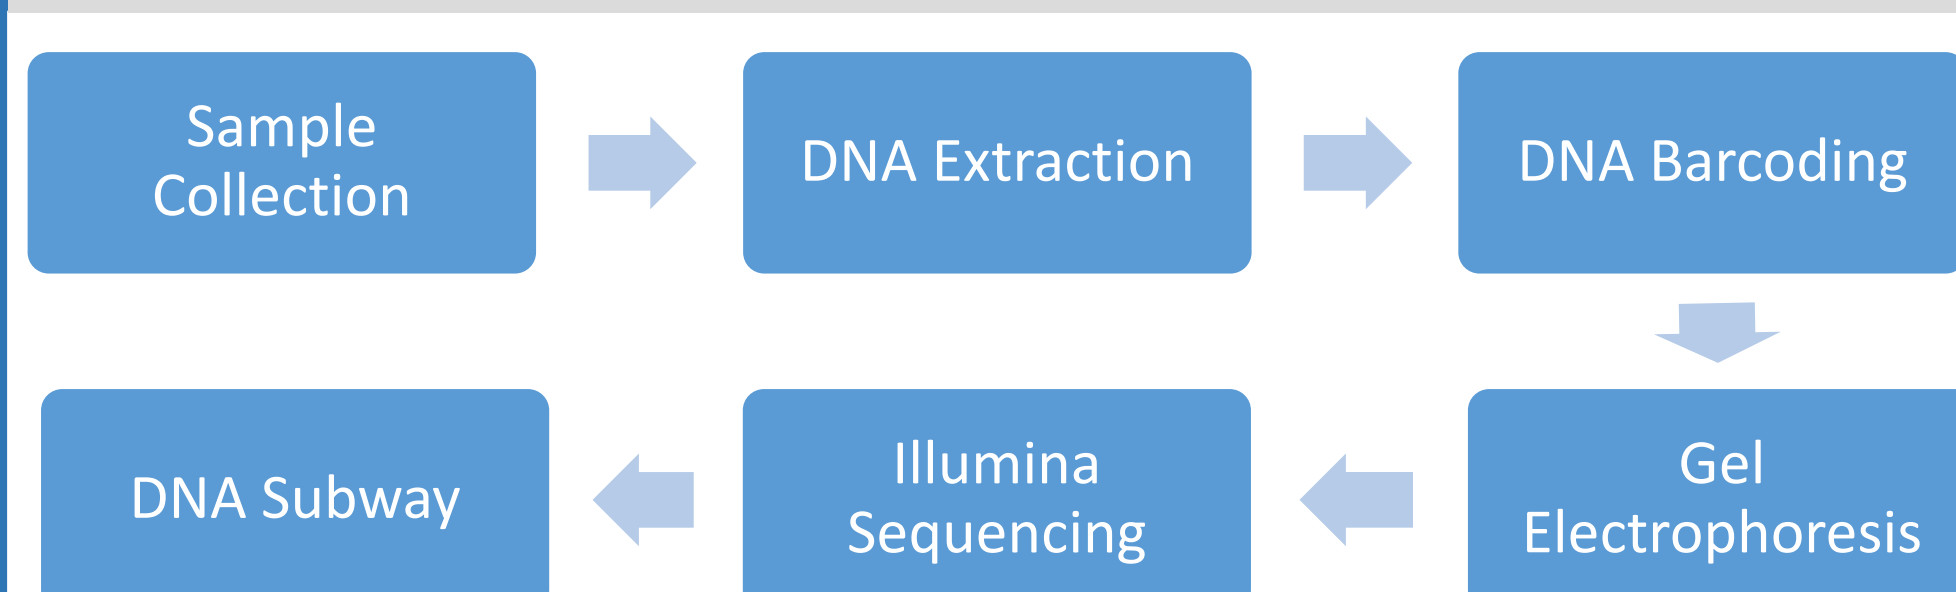 Sample
Collection
DNA Extraction
DNA Barcoding
Gel
Electrophoresis
Illumina
Sequencing
DNA Subway